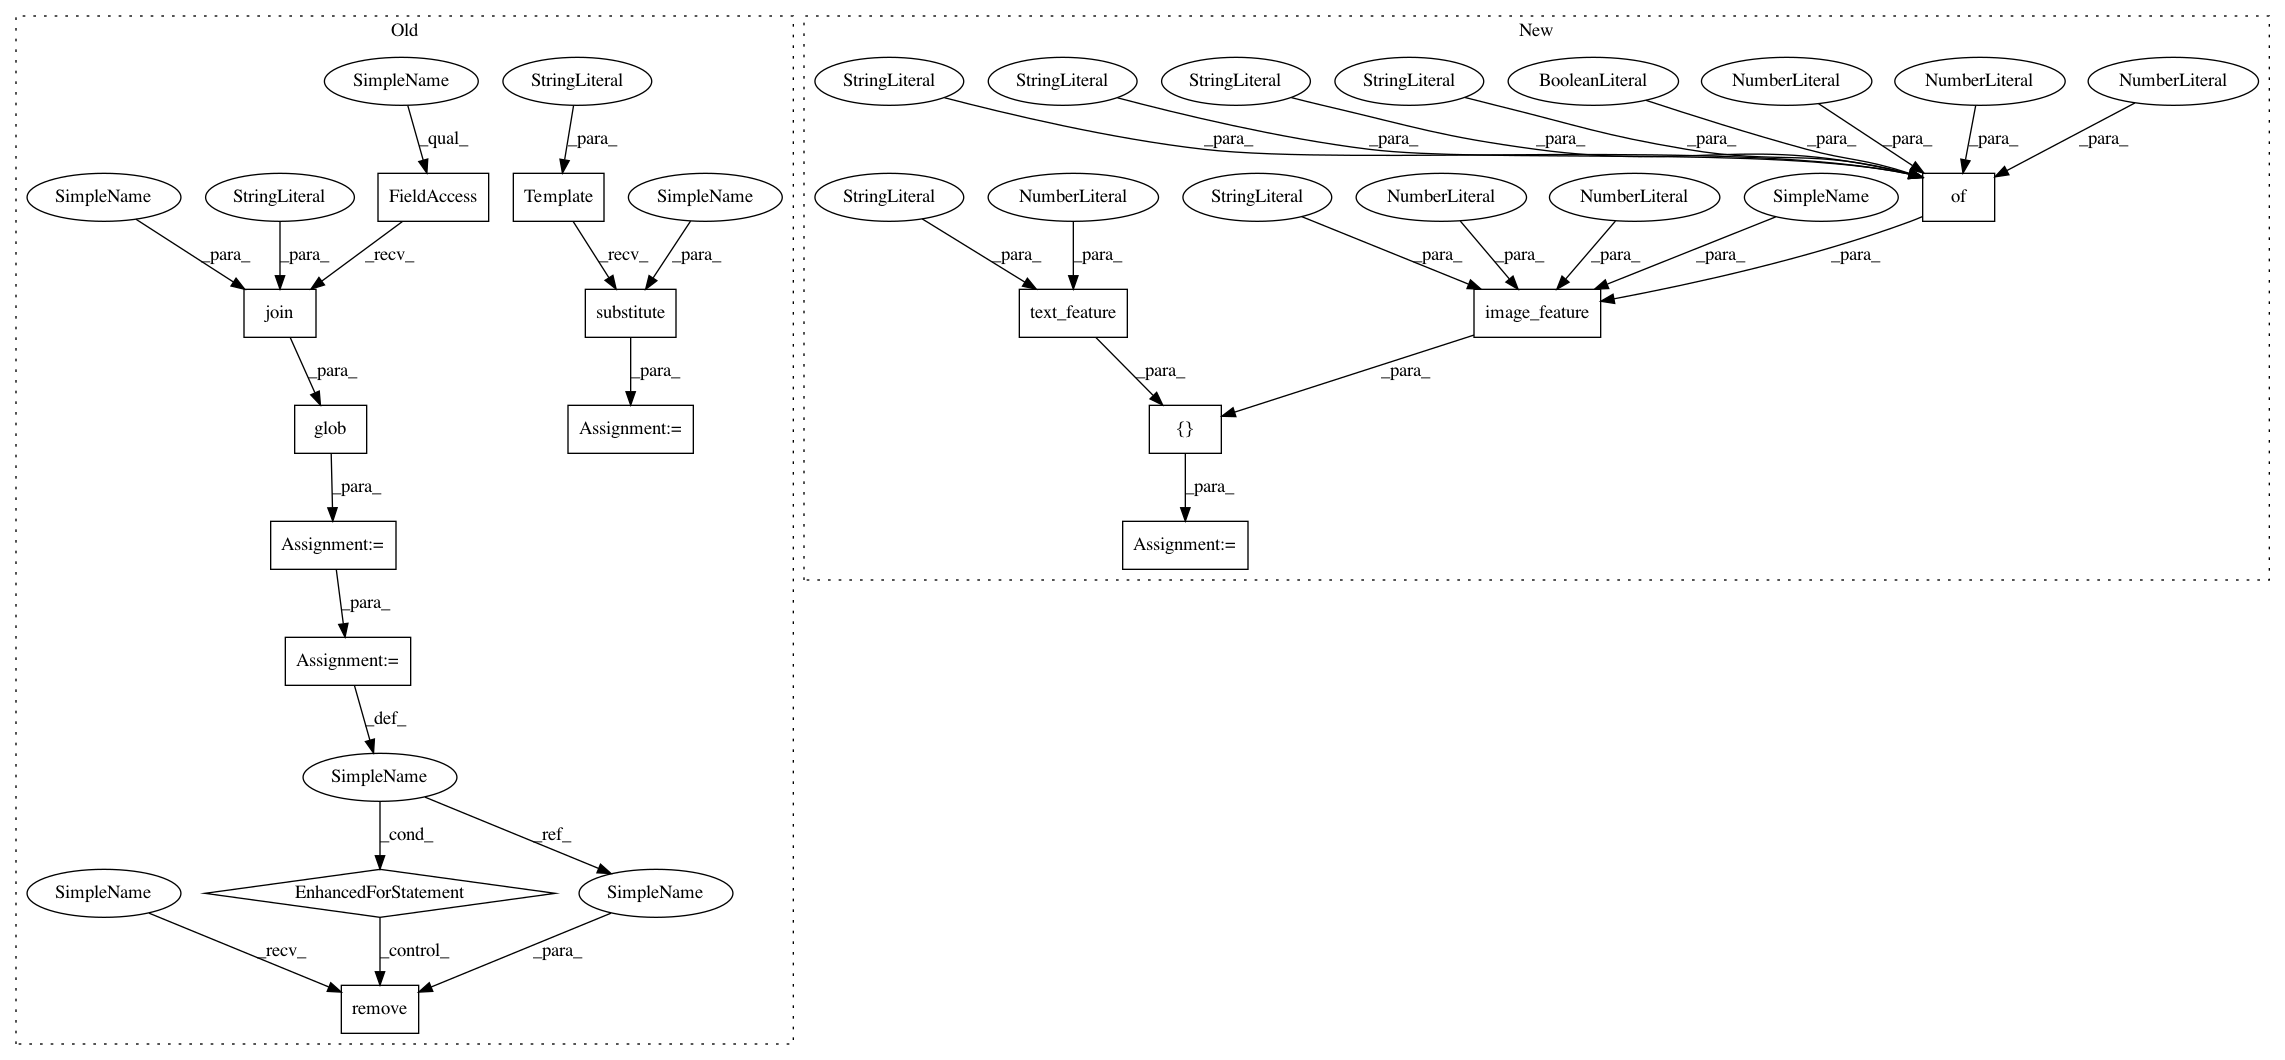 Old
New
SimpleName
StringLiteral
StringLiteral
StringLiteral
StringLiteral
StringLiteral
BooleanLiteral
NumberLiteral
NumberLiteral
NumberLiteral
_qual_
_para_
_para_
_para_
_para_
_para_
_para_
_para_
_para_
_para_
SimpleName
StringLiteral
FieldAccess
Template
SimpleName
StringLiteral
NumberLiteral
StringLiteral
NumberLiteral
NumberLiteral
SimpleName
of
_para_
_para_
_recv_
_recv_
_para_
_para_
_para_
_para_
_para_
_para_
_para_
_para_
join
substitute
text_feature
image_feature
_para_
_para_
_para_
_para_
glob
Assignment:=
{}
_para_
_para_
Assignment:=
Assignment:=
_para_
Assignment:=
_def_
SimpleName
_cond_
_ref_
SimpleName
EnhancedForStatement
SimpleName
_recv_
_control_
_para_
remove